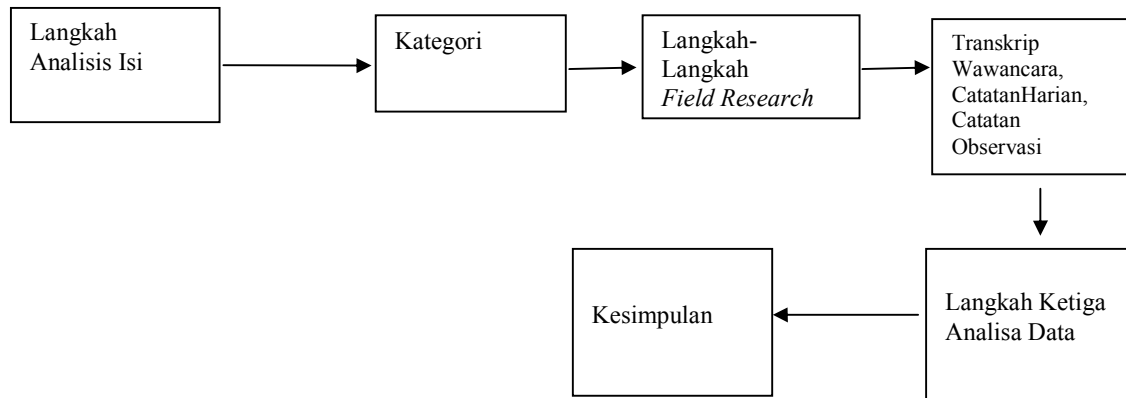 Langkah
Analisis Isi
Kategori
Langkah-
Langkah
Field Research
Transkrip
Wawancara,
CatatanHarian,
Catatan
Observasi
Langkah Ketiga
Analisa Data
Kesimpulan